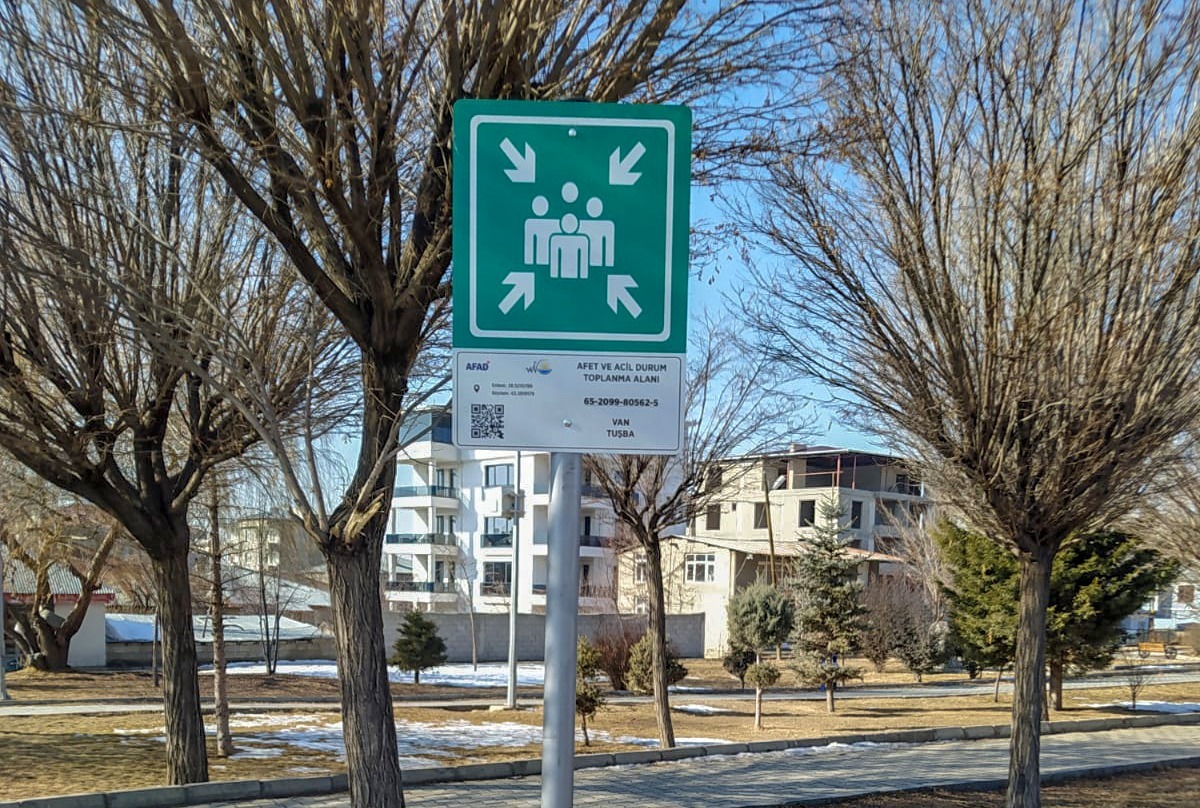 AFAD
AFET VE ACİL DURUM
TOPLANMA ALANI
65-2099-80562-5
VAN
TUŞBA